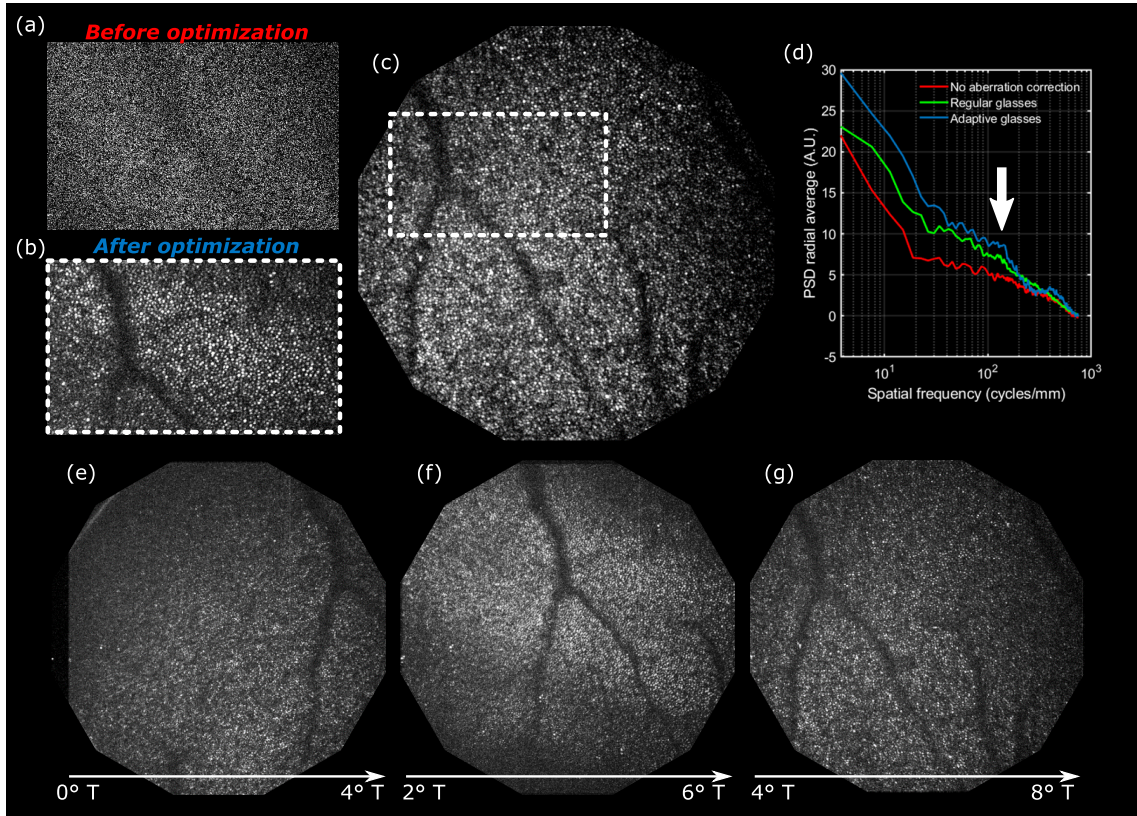 (a)
Before optimization
(b)
After optimization
(c)
(d)
30
25
20
15
10
5
0
-5
PSD radial average (A.U.)
No aberration correction
Regular glasses
Adaptive glasses
10¹
10²
10³
Spatial frequency (cycles/mm)
(e)
(f)
(g)
0° T
4° T
2° T
6° T
4° T
8° T